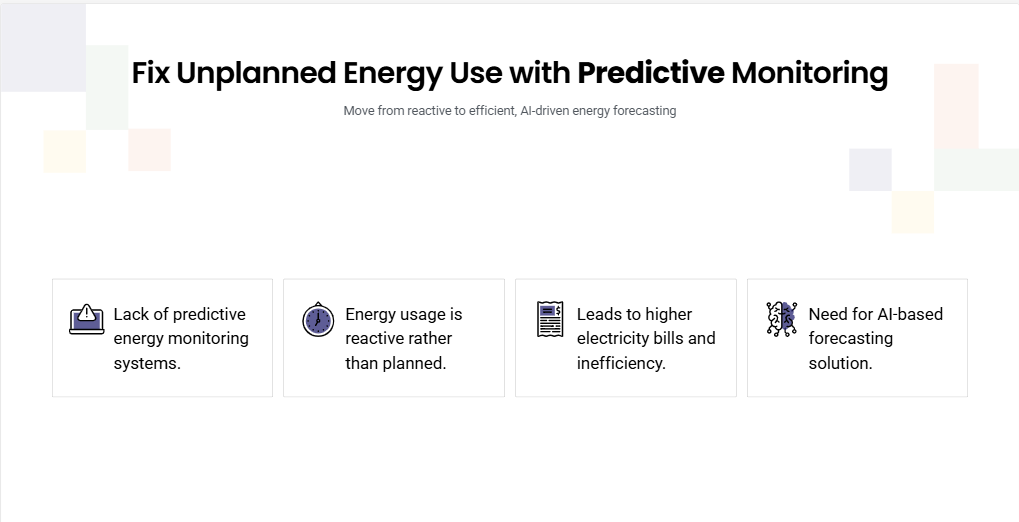 Fix Unplanned Energy Use with Predictive Monitoring
Move from reactive to efficient, AI-driven energy forecasting
Lack of predictive
energy monitoring
systems.
Energy usage is
reactive rather
than planned.
Leads to higher
electricity bills and
inefficiency.
Need for AI-based
forecasting
solution.